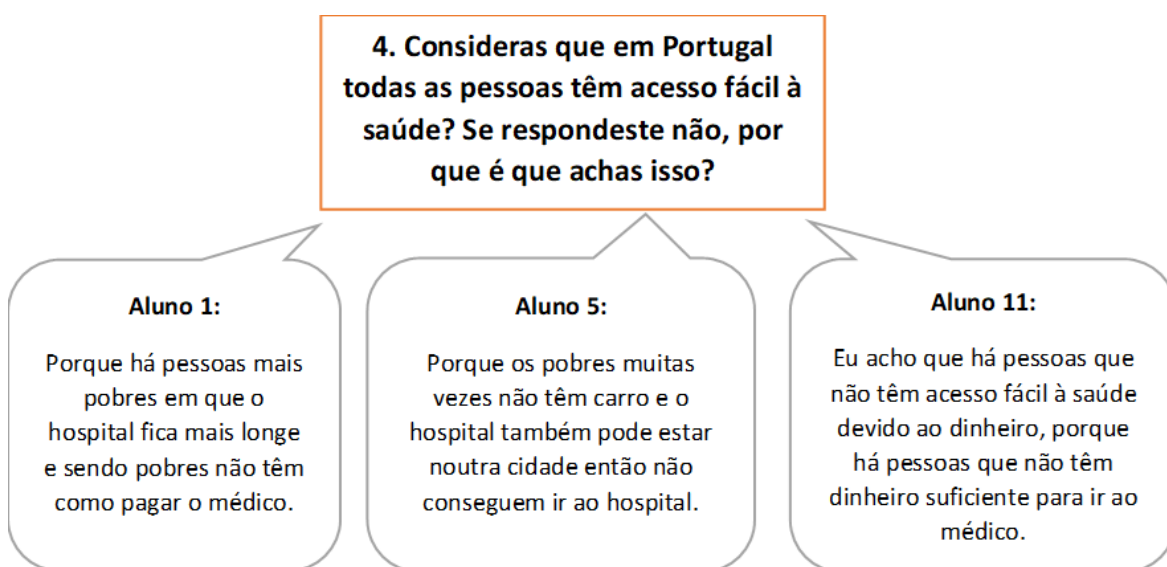 4. Consideras que em Portugal
todas as pessoas têm acesso fácil à
saúde? Se respondeste não, por
que é que achas isso?
Aluno 1:
Porque há pessoas mais
pobres em que o
hospital fica mais longe
e sendo pobres não têm
como pagar o médico.
Aluno 5:
Porque os pobres muitas
vezes não têm carro e o
hospital também pode estar
noutra cidade então não
conseguem ir ao hospital.
Aluno 11:
Eu acho que há pessoas que
não têm acesso fácil à saúde
devido ao dinheiro, porque
há pessoas que não têm
dinheiro suficiente para ir ao
médico.